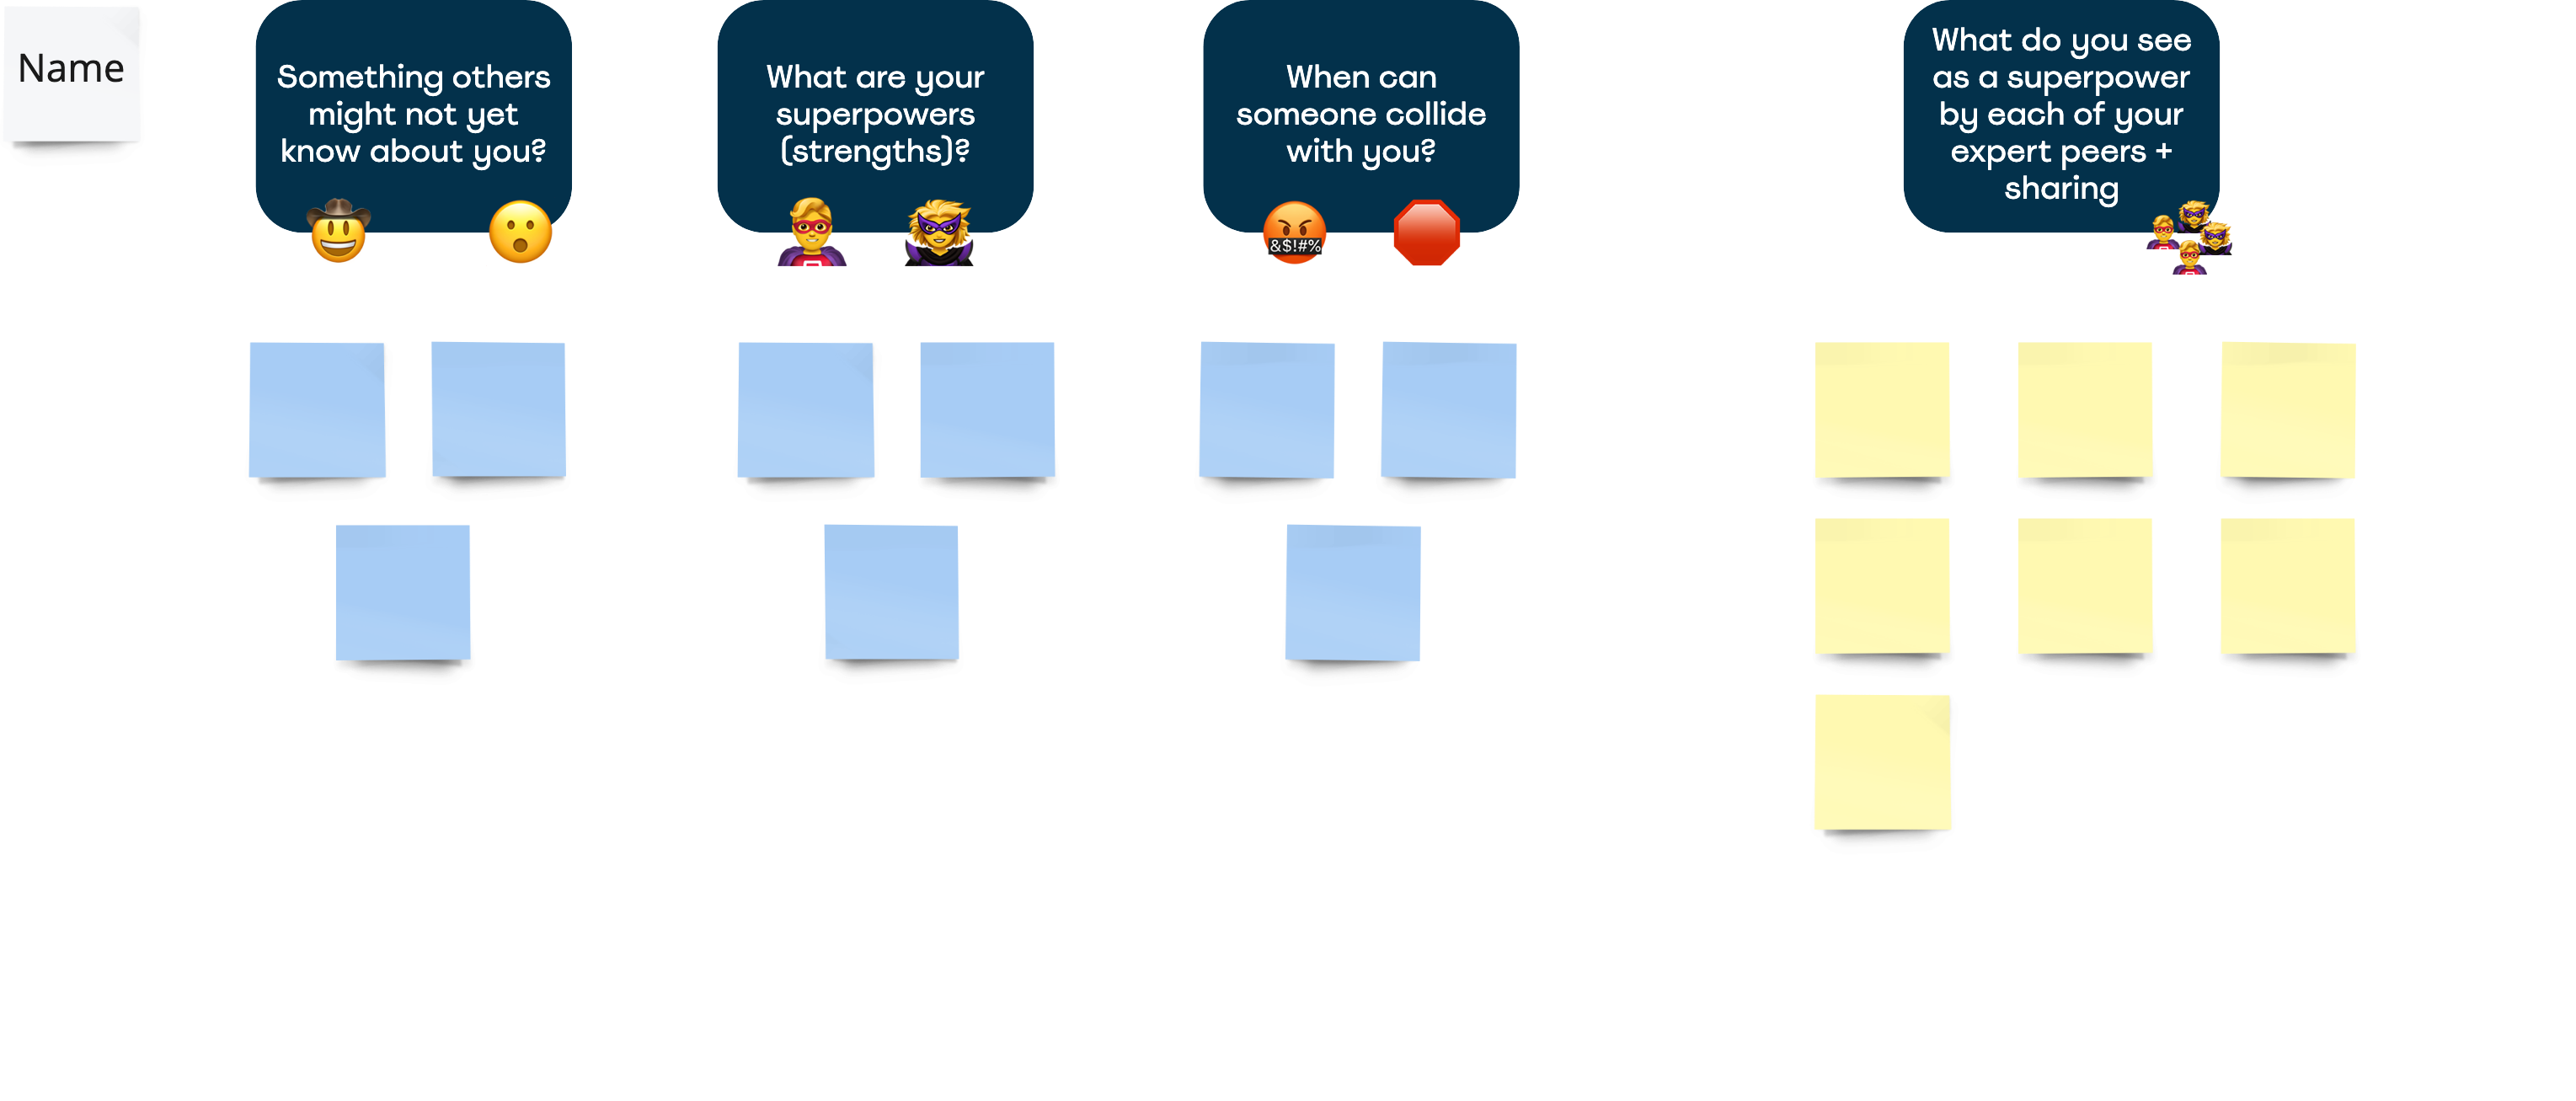 Name
Something others
might not yet
know about you?
What are your
superpowers
(strengths)?
When can
someone collide
with you?
&$!#%
What do you see
as a superpower
by each of your
expert peers +
sharing